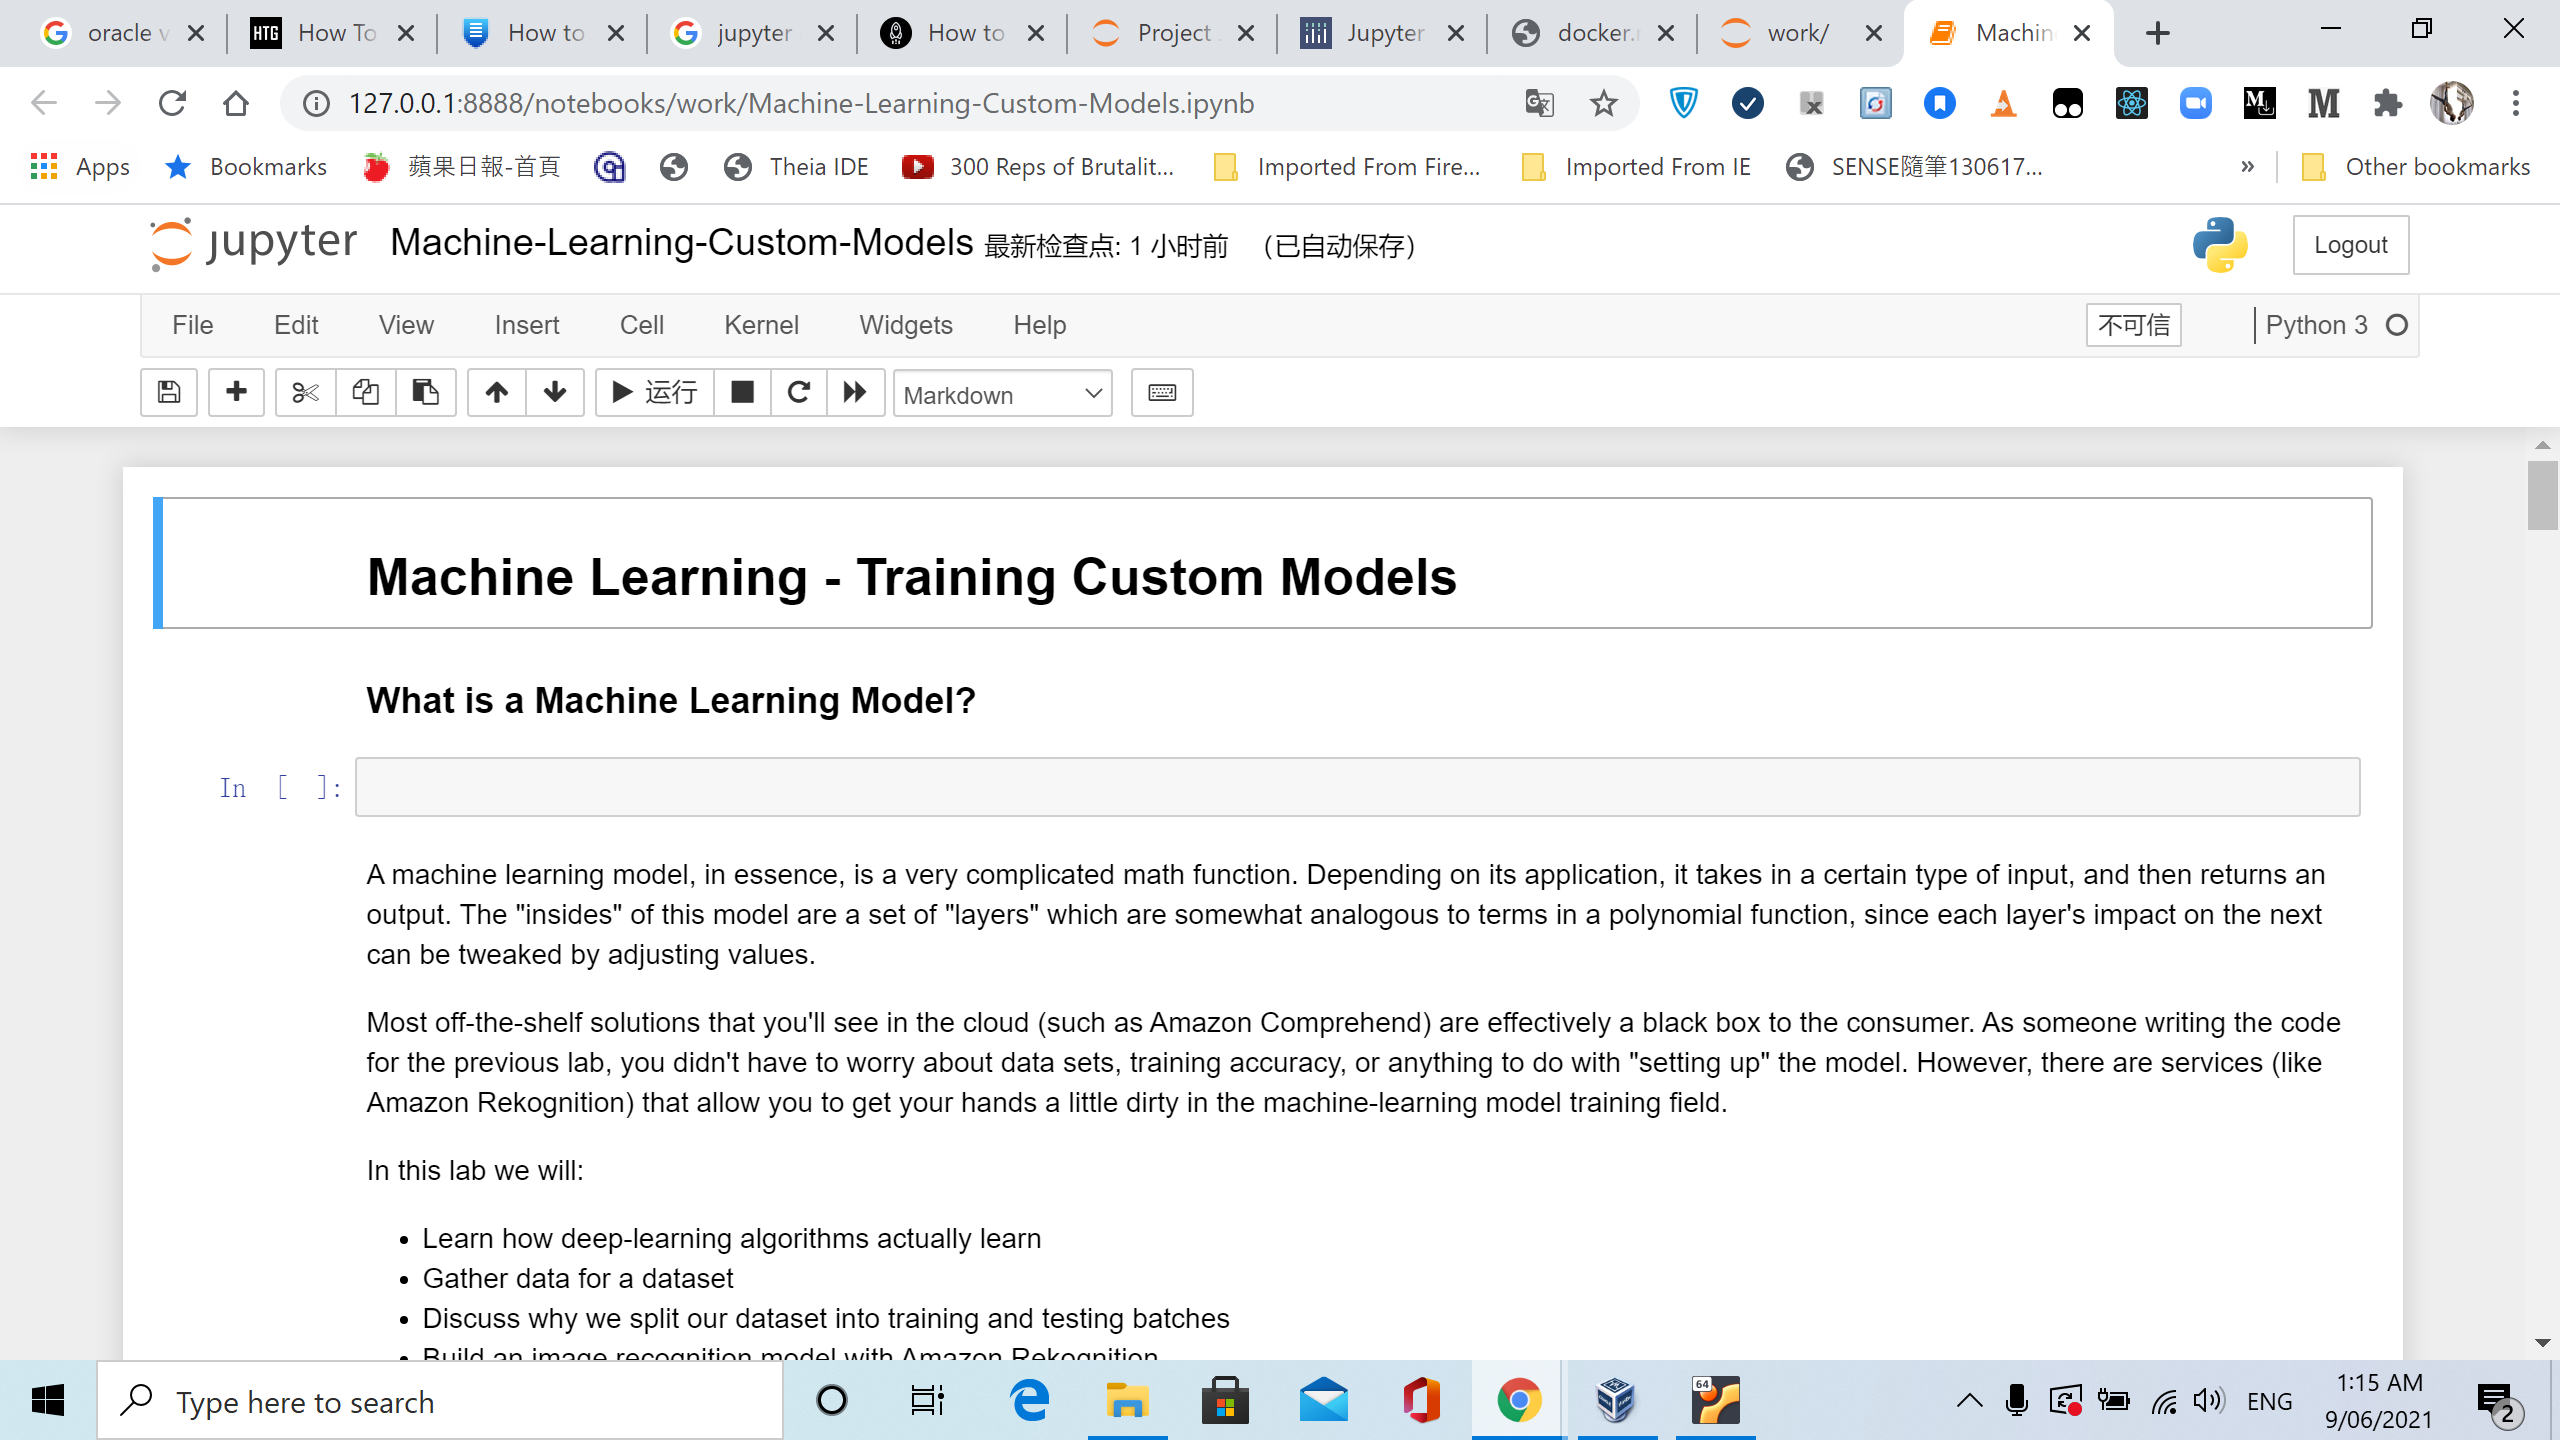 oracle v
How To
How to
jupyter
How to
Project
Jupyter
docker.
work/
Machin
127.0.0.1:8888/notebooks/work/Machine-Learning-Custom-Models.ipynb
Apps
Bookmarks
蘋果日報-首頁
Theia IDE
300 Reps of Brutalit...
Imported From Fire...
Imported From IE
SENSE隨筆130617...
»
Other bookmarks
jupyter Machine-Learning-Custom-Models 最新检查点: 1 小时前 (已自动保存)
Logout
File Edit View Insert Cell Kernel Widgets Help
不可信
Python 3
运行
Markdown
Machine Learning - Training Custom Models
What is a Machine Learning Model?
In [ ]:
A machine learning model, in essence, is a very complicated math function. Depending on its application, it takes in a certain type of input, and then returns an
output. The "insides" of this model are a set of "layers" which are somewhat analogous to terms in a polynomial function, since each layer's impact on the next
can be tweaked by adjusting values.
Most off-the-shelf solutions that you'll see in the cloud (such as Amazon Comprehend) are effectively a black box to the consumer. As someone writing the code
for the previous lab, you didn't have to worry about data sets, training accuracy, or anything to do with "setting up" the model. However, there are services (like
Amazon Rekognition) that allow you to get your hands a little dirty in the machine-learning model training field.
In this lab we will:
• Learn how deep-learning algorithms actually learn
• Gather data for a dataset
• Discuss why we split our dataset into training and testing batches
• Build an image recognition model with Amazon Rekognition
Type here to search
64
ENG
1:15 AM
9/06/2021
2